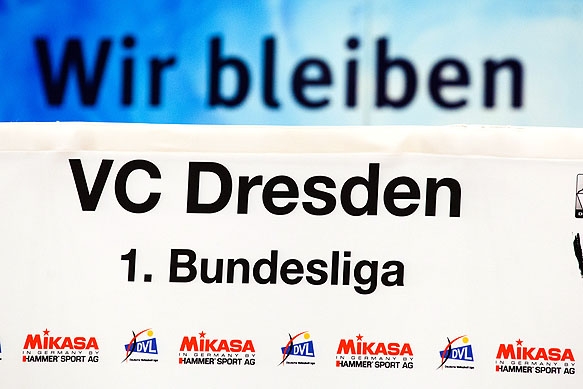 Wir bleiben
VC Dresden
1. Bundesliga
MIKASA DVL MIKASA DVL MIKASA DVL MIKASA
IN GERMANY BY IN GERMANY BY IN GERMANY BY IN GERMANY BY
HAMMER SPORT AG HAMMER SPORT AG HAMMER SPORT AG HAMMER SPORT AG